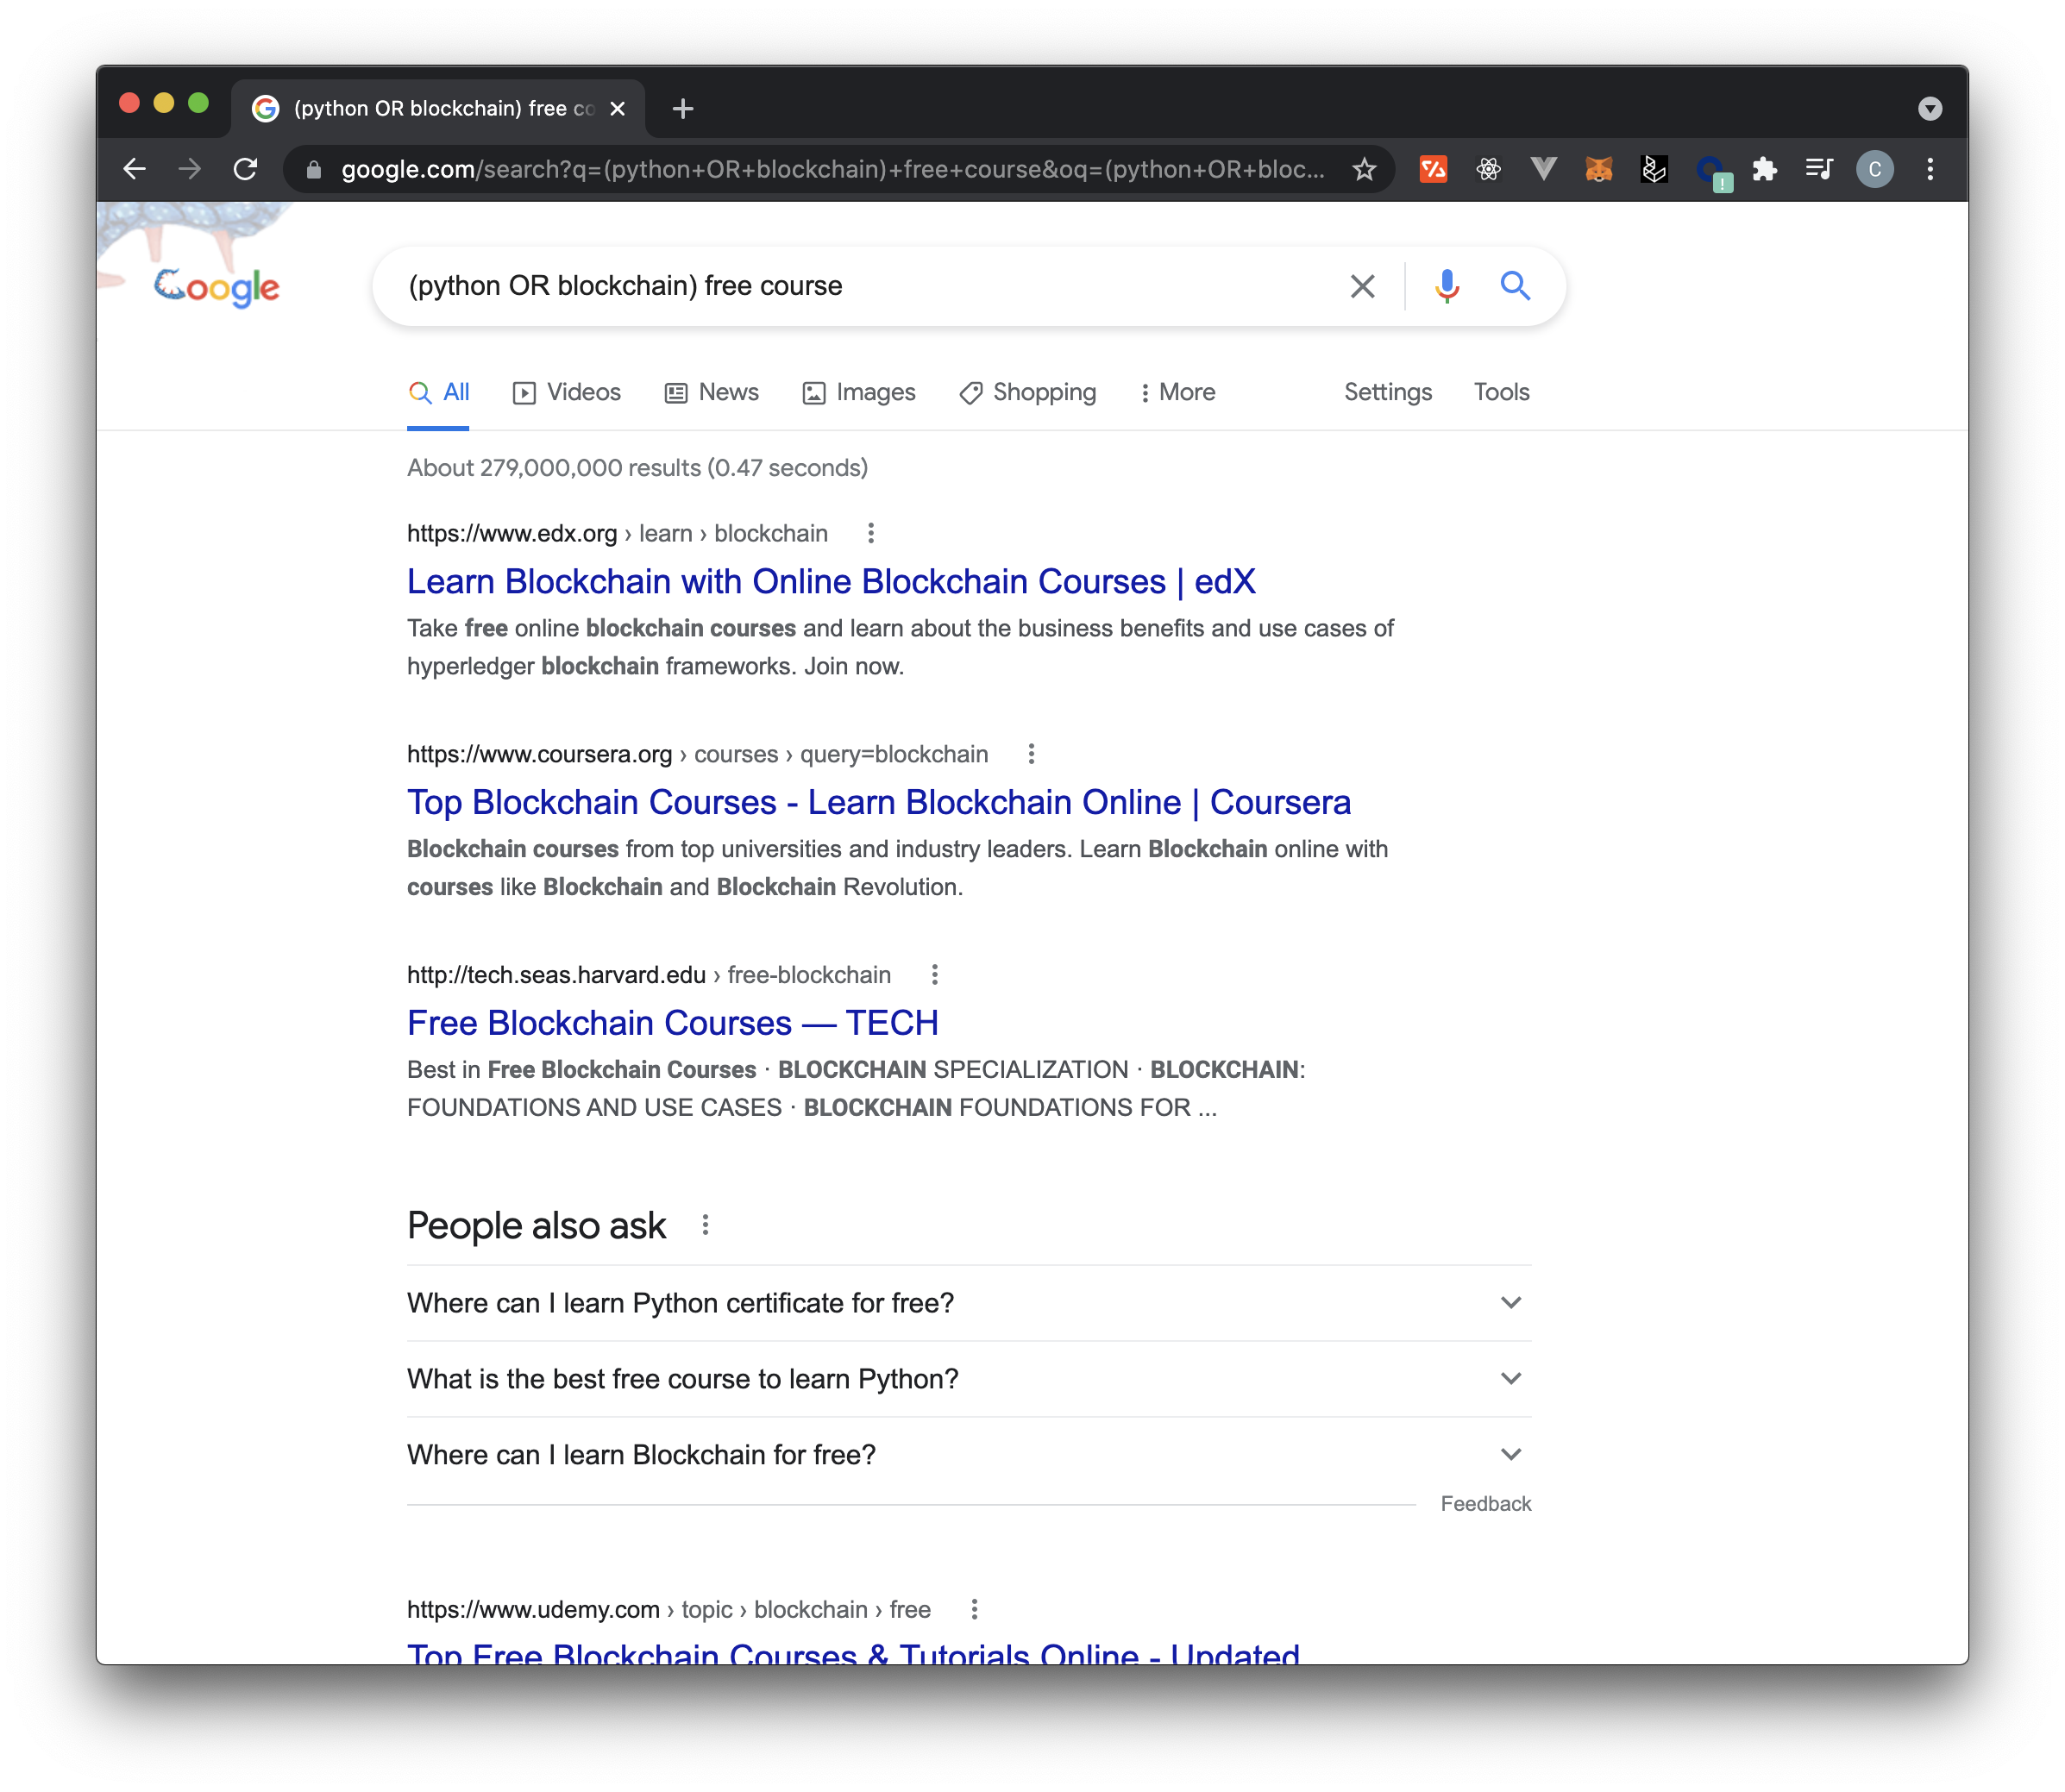 (python OR blockchain) free co
google.com/search?q=(python+OR+blockchain)+free+course&oq=(python+OR+bloc...
C
Google
(python OR blockchain) free course
All Videos News Images Shopping More Settings Tools
About 279,000,000 results (0.47 seconds)
https://www.edx.org › learn › blockchain
Learn Blockchain with Online Blockchain Courses | edX
Take free online blockchain courses and learn about the business benefits and use cases of
hyperledger blockchain frameworks. Join now.
https://www.coursera.org › courses › query=blockchain
Top Blockchain Courses - Learn Blockchain Online | Coursera
Blockchain courses from top universities and industry leaders. Learn Blockchain online with
courses like Blockchain and Blockchain Revolution.
http://tech.seas.harvard.edu › free-blockchain
Free Blockchain Courses — TECH
Best in Free Blockchain Courses · BLOCKCHAIN SPECIALIZATION · BLOCKCHAIN:
FOUNDATIONS AND USE CASES · BLOCKCHAIN FOUNDATIONS FOR ...
People also ask
Where can I learn Python certificate for free?
What is the best free course to learn Python?
Where can I learn Blockchain for free?
Feedback
https://www.udemy.com › topic › blockchain › free
Top Free Blockchain Courses & Tutorials Online - Updated